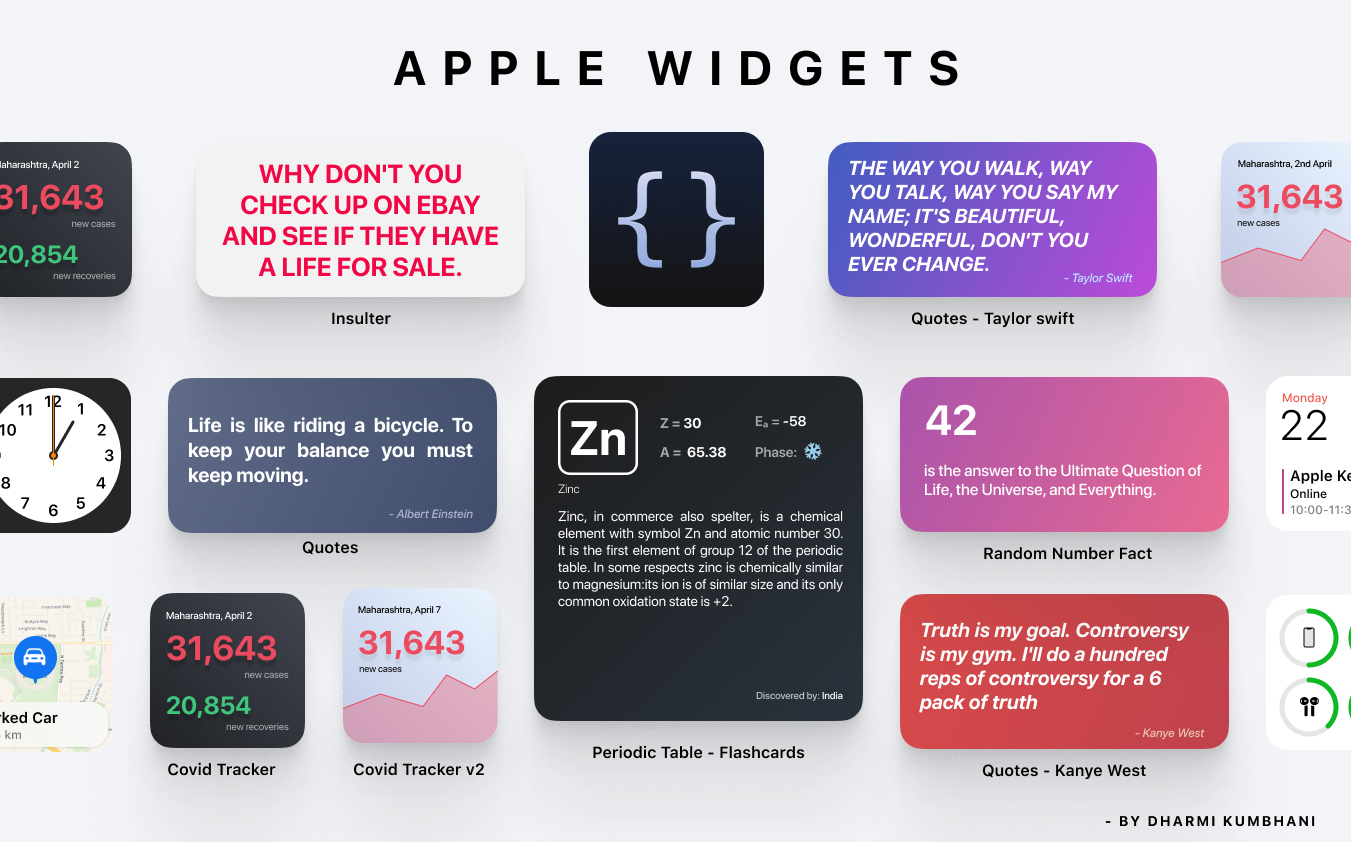 APPLE WIDGETS
Maharashtra, April 2
31,643
new cases
20,854
new recoveries
WHY DON'T YOU
CHECK UP ON EBAY
AND SEE IF THEY HAVE
A LIFE FOR SALE.
Insulter
{}
THE WAY YOU WALK, WAY
YOU TALK, WAY YOU SAY MY
NAME; IT'S BEAUTIFUL,
WONDERFUL, DON'T YOU
EVER CHANGE.
- Taylor Swift
Quotes - Taylor swift
Maharashtra, 2nd April
31,643
new cases
12
1
2
3
4
5
6
7
8
10
11
Life is like riding a bicycle. To
keep your balance you must
keep moving.
- Albert Einstein
Quotes
Zn
Z = 30
Eₐ = -58
A = 65.38
Phase:
Zinc
Zinc, in commerce also spelter, is a chemical
element with symbol Zn and atomic number 30.
It is the first element of group 12 of the periodic
table. In some respects zinc is chemically similar
to magnesium:its ion is of similar size and its only
common oxidation state is +2.
Discovered by: India
Periodic Table - Flashcards
42
is the answer to the Ultimate Question of
Life, the Universe, and Everything.
Random Number Fact
Monday
22
Apple Ke
Online
10:00-11:3
rked Car
km
Maharashtra, April 2
31,643
new cases
20,854
new recoveries
Covid Tracker
Maharashtra, April 7
31,643
new cases
Covid Tracker v2
Truth is my goal. Controversy
is my gym. I'll do a hundred
reps of controversy for a 6
pack of truth
- Kanye West
Quotes - Kanye West
- BY DHARMI KUMBHANI